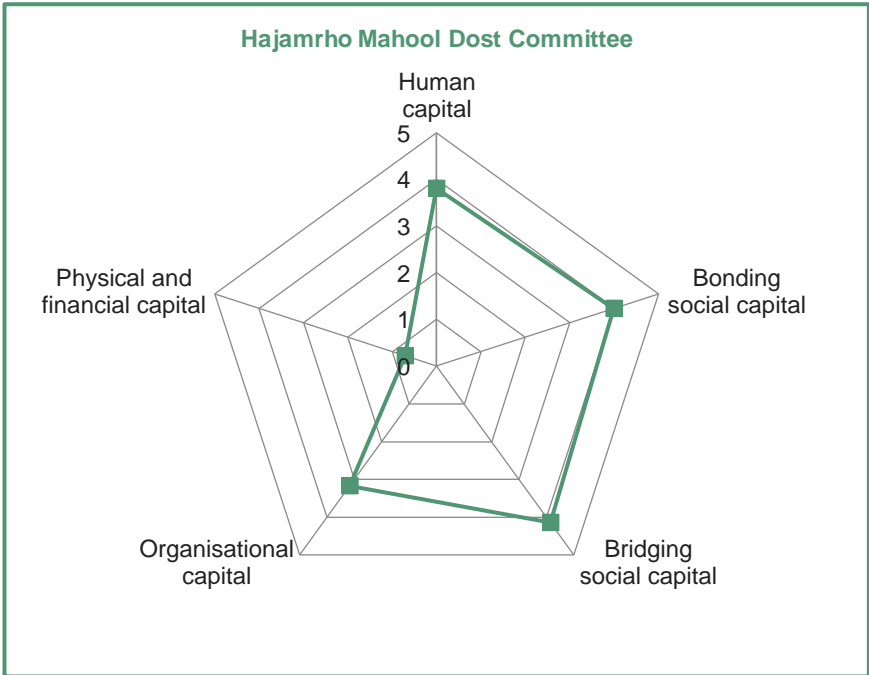 Hajamrho Mahool Dost Committee
Human
capital
5
4
3
2
1
0
Bonding
social capital
Bridging
social capital
Organisational
capital
Physical and
financial capital